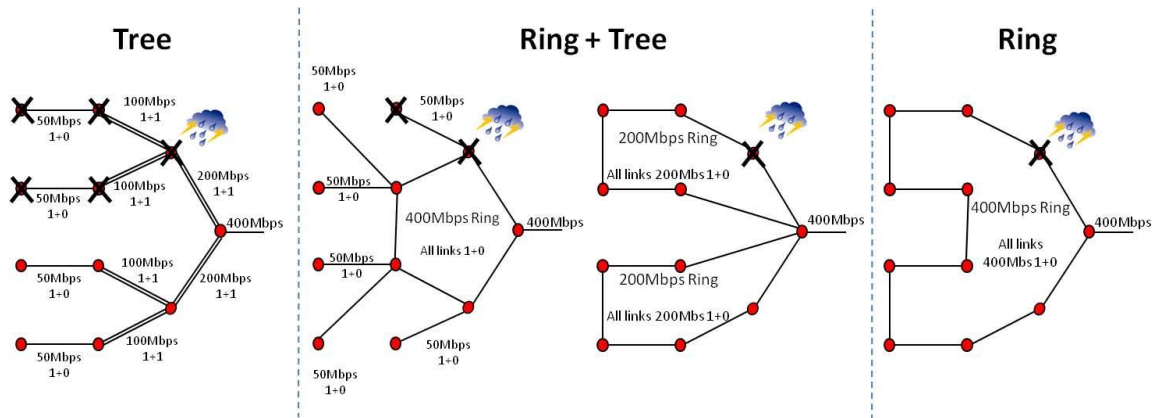 Tree
100Mbps
1+1
50Mbps
1+0
100Mbps
1+1
50Mbps
1+0
200Mbps
1+1
400Mbps
100Mbps
1+1
50Mbps
1+0
200Mbps
1+1
100Mbps
1+1
50Mbps
1+0
Ring + Tree
50Mbps
1+0
50Mbps
1+0
50Mbps
1+0
400Mbps Ring
All links 1+0
400Mbps
50Mbps
1+0
50Mbps
1+0
50Mbps
1+0
200Mbps Ring
All links 200Mbs 1+0
400Mbps
200Mbps Ring
All links 200Mbs 1+0
Ring
400Mbps Ring
All links
400Mbs 1+0
400Mbps